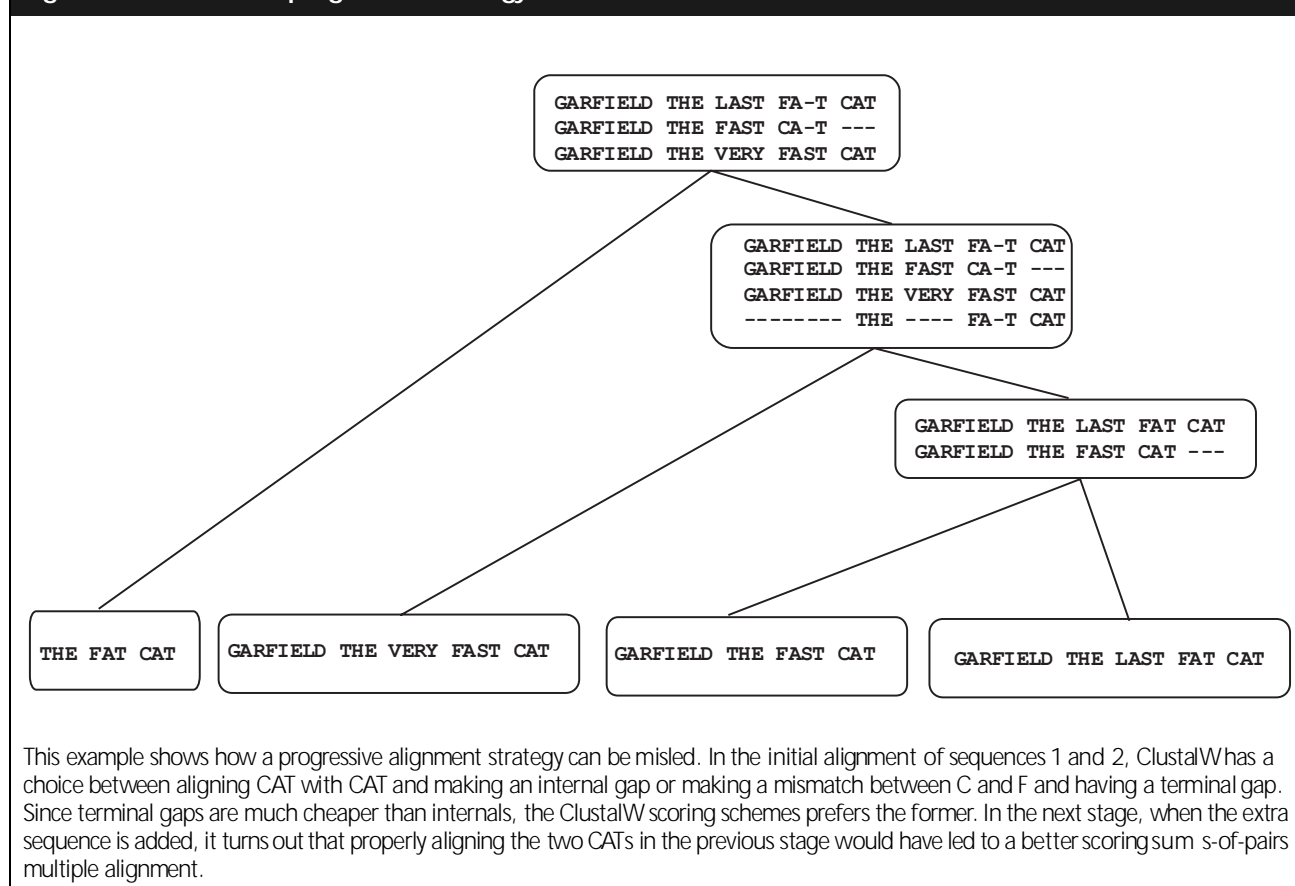 GARFIELD THE LAST FA-T CAT
GARFIELD THE FAST CA-T ---
GARFIELD THE VERY FAST CAT
GARFIELD THE LAST FA-T CAT
GARFIELD THE FAST CA-T ---
GARFIELD THE VERY FAST CAT
-------- THE ---- FA-T CAT
GARFIELD THE LAST FAT CAT
GARFIELD THE FAST CAT ---
THE FAT CAT
GARFIELD THE VERY FAST CAT
GARFIELD THE FAST CAT
GARFIELD THE LAST FAT CAT
This example shows how a progressive alignment strategy can be misled. In the initial alignment of sequences 1 and 2, ClustalW has a
choice between aligning CAT with CAT and making an internal gap or making a mismatch between C and F and having a terminal gap.
Since terminal gaps are much cheaper than internals, the ClustalW scoring schemes prefers the former. In the next stage, when the extra
sequence is added, it turns out that properly aligning the two CATs in the previous stage would have led to a better scoring sum s-of-pairs
multiple alignment.